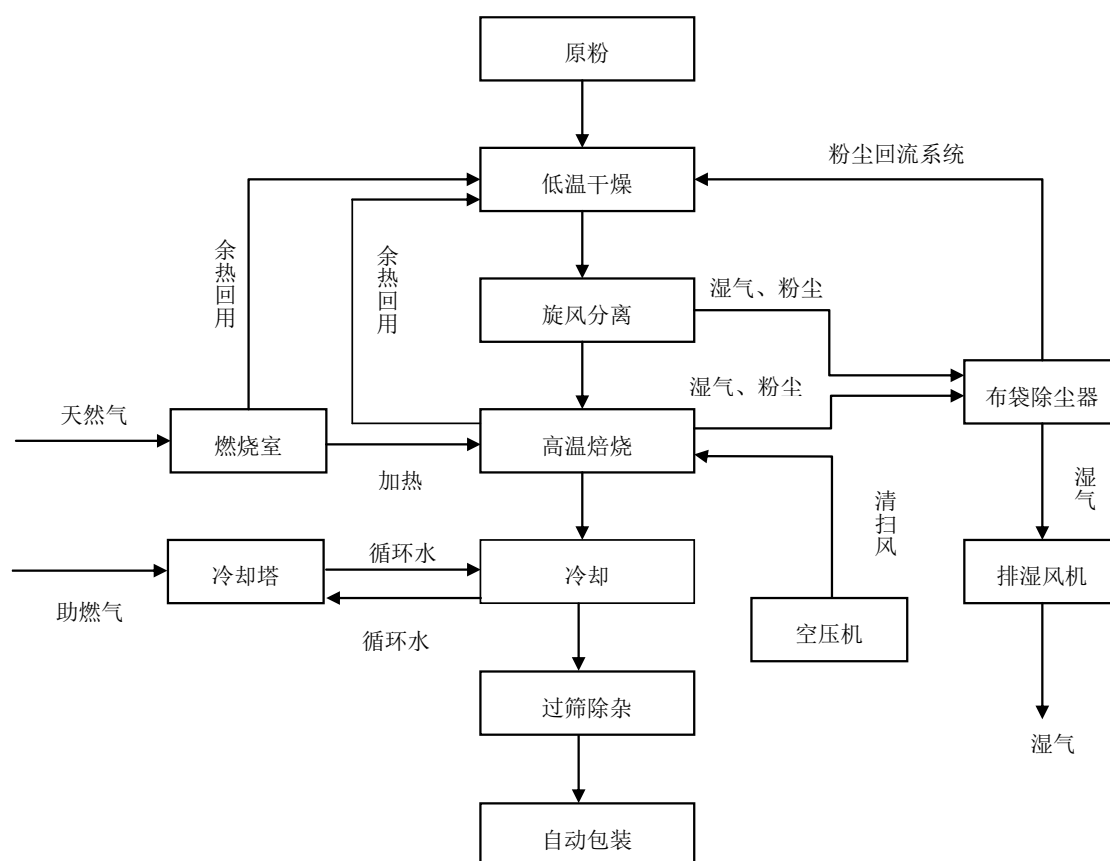 原粉
粉尘回流系统
低温干燥
余热回用
余热回用
湿气、粉尘
旋风分离
湿气、粉尘
布袋除尘器
天然气
燃烧室
高温焙烧
加热
清扫风
湿气
循环水
冷却塔
冷却
排湿风机
助燃气
循环水
空压机
过筛除杂
湿气
自动包装